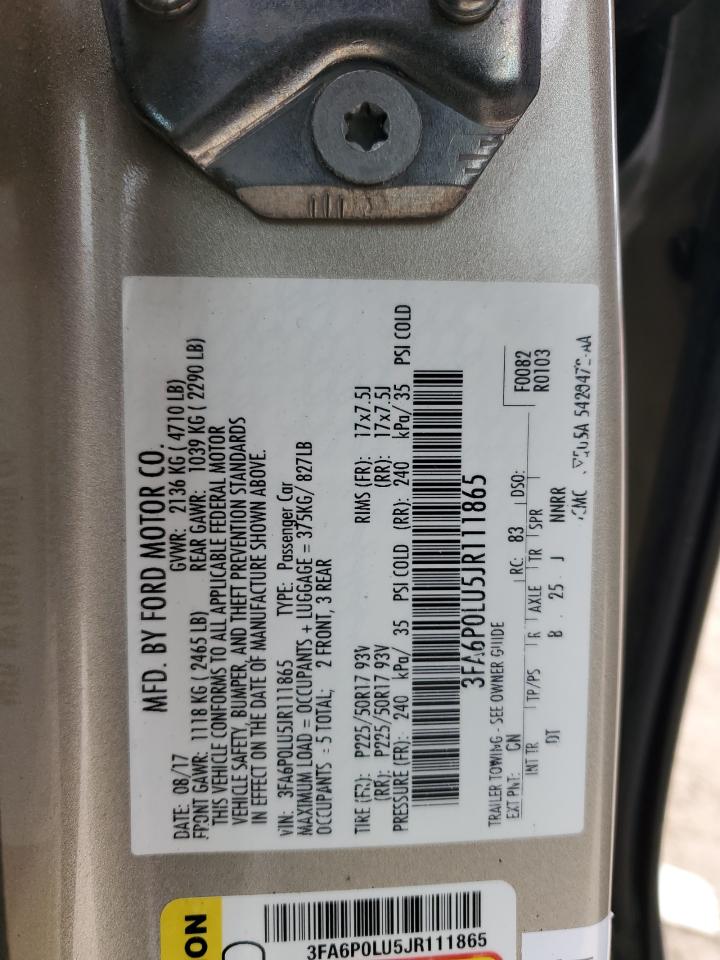 MFD. BY FORD MOTOR CO.
DATE: 08/17 GVWR: 2136 KG ( 4710 LB)
FRONT GAWR: 1118 KG ( 2465 LB) REAR GAWR: 1039 KG ( 2290 LB)
THIS VEHICLE CONFORMS TO ALL APPLICABLE FEDERAL MOTOR
VEHICLE SAFETY, BUMPER, AND THEFT PREVENTION STANDARDS
IN EFFECT ON THE DATE OF MANUFACTURE SHOWN ABOVE.
VIN: 3FA6P0LU5JR111865 TYPE: Passenger Car
MAXIMUM LOAD = OCCUPANTS + LUGGAGE = 375KG/ 827LB
OCCUPANTS = 5 TOTAL; 2 FRONT, 3 REAR
TIRE (FR): P225/50R17 93V RIMS (FR): 17x7.5J
(RR): P225/50R17 93V (RR): 17x7.5J
PRESSURE (FR): 240 kPa/ 35 PSI COLD (RR): 240 kPa/ 35 PSI COLD
3FA6P0LU5JR111865
TRAILER TOWING - SEE OWNER GUIDE
EXT PNT: GN RC: 83 DSO: F0082
R0103
INT TR TP/PS R AXLE TR SPR
DT B 25 J NNRR
ON
3FA6P0LU5JR111865